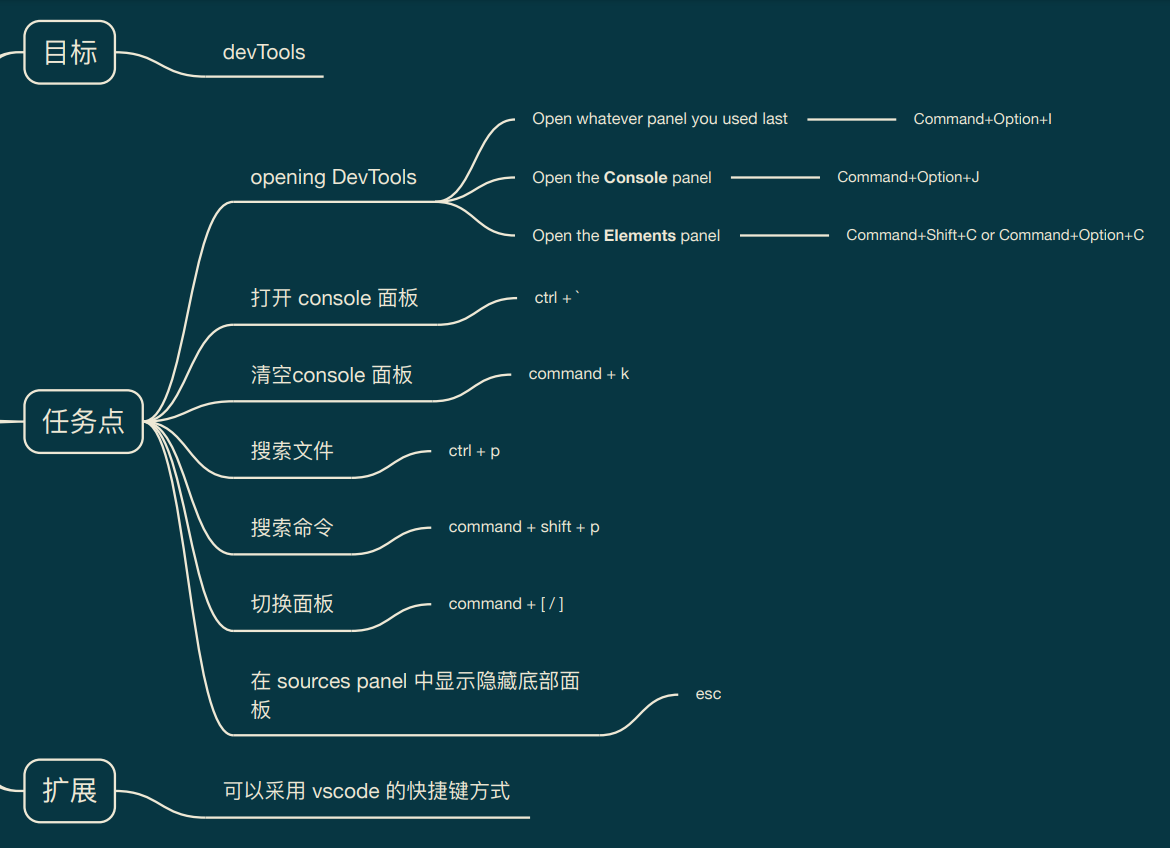 目标
devTools
任务点
opening DevTools
Open whatever panel you used last
Command+Option+I
Open the Console panel
Command+Option+J
Open the Elements panel
Command+Shift+C or Command+Option+C
打开 console 面板
ctrl + `
清空console 面板
command + k
搜索文件
ctrl + p
搜索命令
command + shift + p
切换面板
command + [ / ]
在 sources panel 中显示隐藏底部面
板
esc
扩展
可以采用 vscode 的快捷键方式